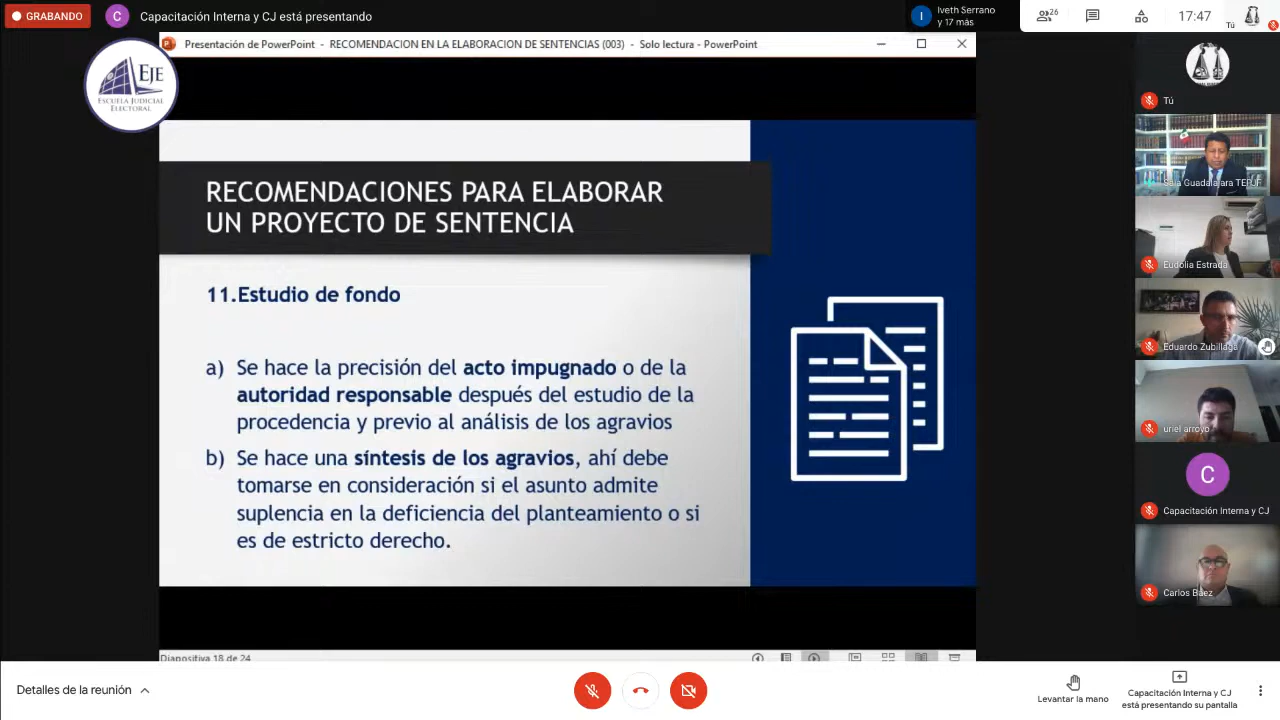 GRABANDO
C
Capacitación Interna y CJ está presentando
I
Iveth Serrano
y 17 más
26
17:47
Tú
Presentación de PowerPoint - RECOMENDACION EN LA ELABORACION DE SENTENCIAS (003) - Solo lectura - PowerPoint
EJE
ESCUELA JUDICIAL
ELECTORAL
RECOMENDACIONES PARA ELABORAR
UN PROYECTO DE SENTENCIA
11.Estudio de fondo
a) Se hace la precisión del acto impugnado o de la
autoridad responsable después del estudio de la
procedencia y previo al análisis de los agravios
b) Se hace una síntesis de los agravios, ahí debe
tomarse en consideración si el asunto admite
suplencia en la deficiencia del planteamiento o si
es de estricto derecho.
Diapositiva 18 de 24
Tú
Sala Guadalajara TEPJF
Eudolia Estrada
Eduardo Zubillaga
uriel arroyo
C
Capacitación Interna y CJ
Carlos Báez
Detalles de la reunión
Levantar la mano
Capacitación Interna y CJ
está presentando su pantalla